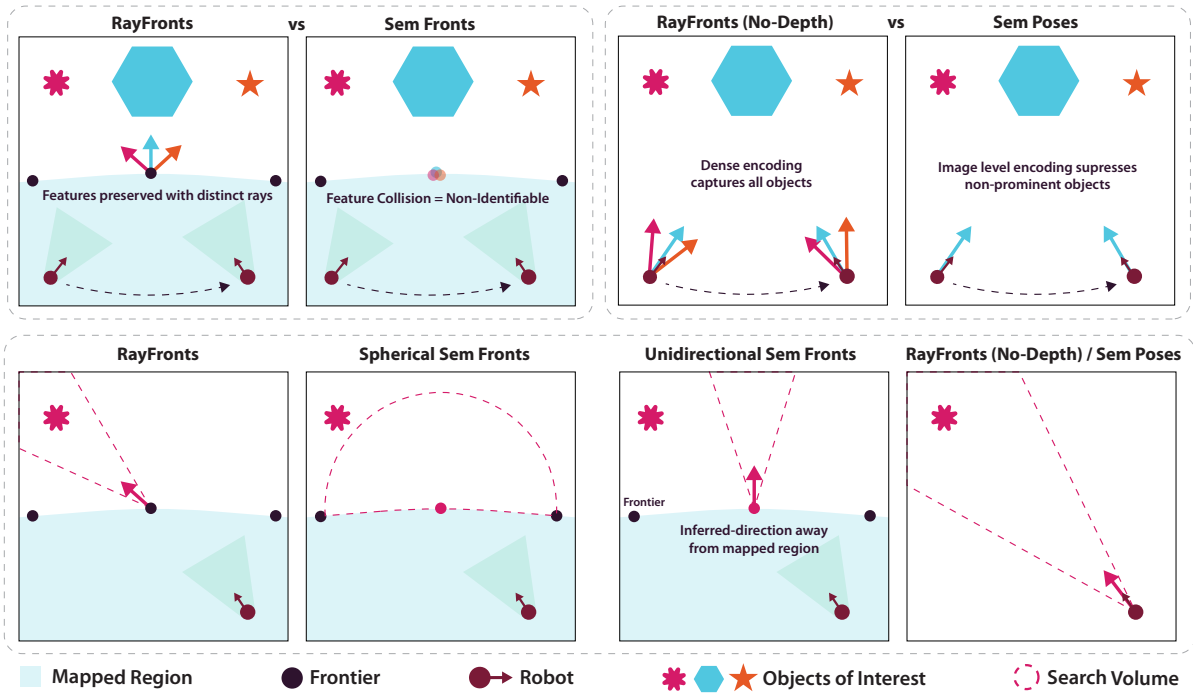 RayFronts vs Sem Fronts
RayFronts (No-Depth) vs Sem Poses
Features preserved with distinct rays
Feature Collision = Non-Identifiable
Dense encoding
captures all objects
Image level encoding supresses
non-prominent objects
RayFronts
Spherical Sem Fronts
Unidirectional Sem Fronts
RayFronts (No-Depth) / Sem Poses
Frontier
Inferred-direction away
from mapped region
Mapped Region
Frontier
Robot
Objects of Interest
Search Volume